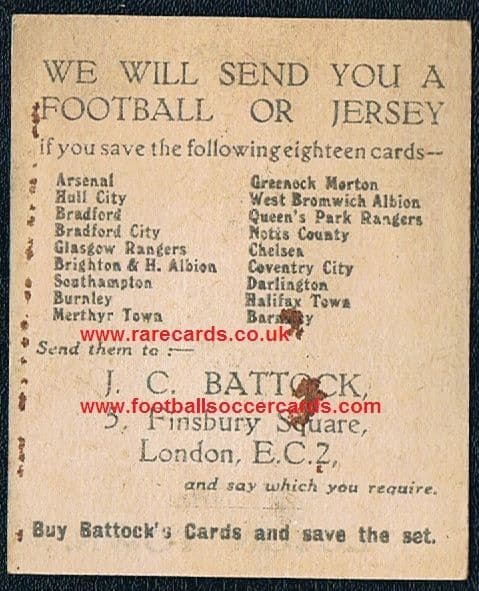 WE WILL SEND YOU A
FOOTBALL OR JERSEY
if you save the following eighteen cards—
Arsenal
Hull City
Bradford
Bradford City
Glasgow Rangers
Brighton & H. Albion
Southampton
Burnley
Merthyr Town
Greenock Morton
West Bromwich Albion
Queen's Park Rangers
Notts County
Chelsea
Coventry City
Darlington
Halifax Town
Barnsley
www.rarecards.co.uk
Send them to :—
J. C. BATTOCK,
www.footballsoccercards.com
5, Finsbury Square,
London, E.C.2,
and say which you require.
Buy Battock's Cards and save the set.